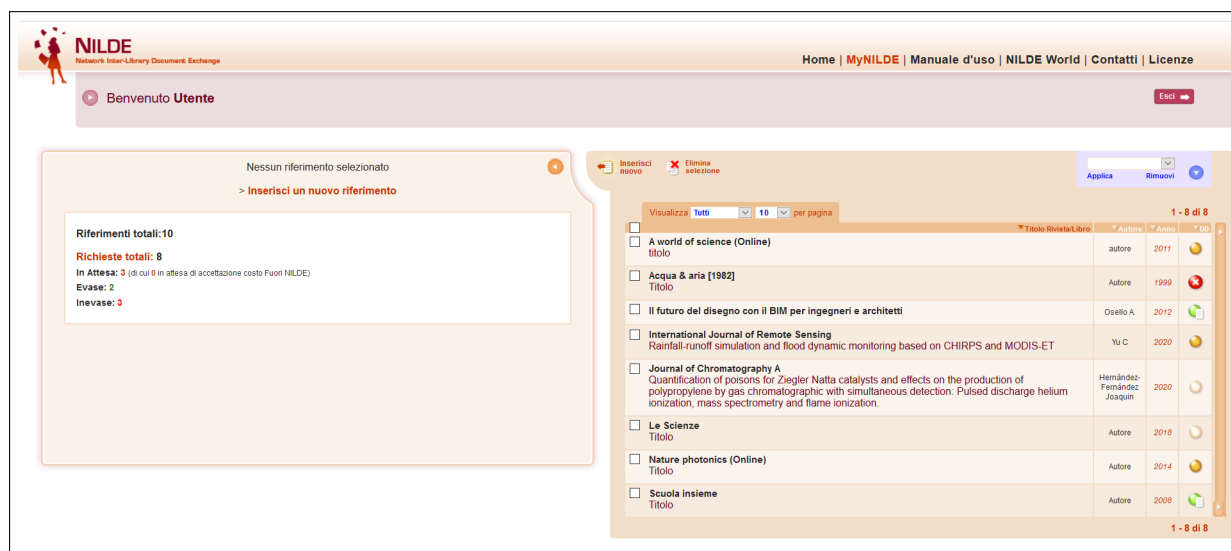 NILDE
Network Inter-Library Document Exchange
Home | MyNILDE | Manuale d'uso | NILDE World | Contatti | Licenze
Benvenuto Utente
Esci
Nessun riferimento selezionato
> Inserisci un nuovo riferimento
Riferimenti totali:10
Richieste totali: 8
In Attesa: 3 (di cui 0 in attesa di accettazione costo Fuori NILDE)
Evase: 2
Inevase: 3
Inserisci nuovo
Elimina selezione
Applica Rimuovi
Visualizza Tutti 10 per pagina
1 - 8 di 8
Titolo Rivista/Libro Autore Anno DD
A world of science (Online)
titolo
autore 2011
Acqua & aria [1982]
Titolo
Autore 1999
Il futuro del disegno con il BIM per ingegneri e architetti
Osello A. 2012
International Journal of Remote Sensing
Rainfall-runoff simulation and flood dynamic monitoring based on CHIRPS and MODIS-ET
Yu C 2020
Journal of Chromatography A
Quantification of poisons for Ziegler Natta catalysts and effects on the production of
polypropylene by gas chromatographic with simultaneous detection: Pulsed discharge helium
ionization, mass spectrometry and flame ionization.
Hernández-
Fernández
Joaquin
2020
Le Scienze
Titolo
Autore 2018
Nature photonics (Online)
Titolo
Autore 2014
Scuola insieme
Titolo
Autore 2008
1 - 8 di 8